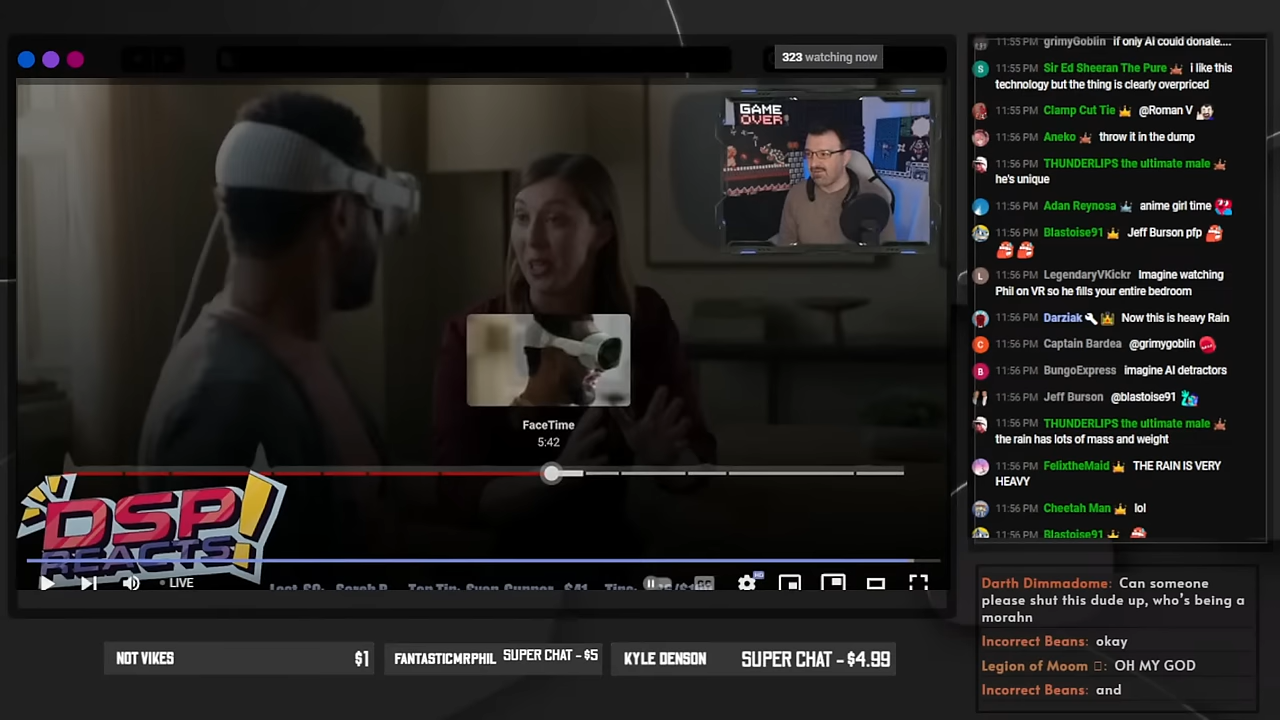 323 watching now
GAME
OVER
FaceTime
5:42
DSP
REACTS!
LIVE
HD
NOT VIKES
$1
FANTASTICMRPHIL
SUPER CHAT - $5
KYLE DENSON
SUPER CHAT - $4.99
11:55 PM grimyGoblin if only AI could donate....
S
11:55 PM Sir Ed Sheeran The Pure i like this
technology but the thing is clearly overpriced
11:55 PM Clamp Cut Tie @Roman V
11:56 PM Aneko throw it in the dump
11:56 PM THUNDERLIPS the ultimate male
he's unique
11:56 PM Adan Reynosa anime girl time
11:56 PM Blastoise91 Jeff Burson pfp
L
11:56 PM LegendaryVKickr Imagine watching
Phil on VR so he fills your entire bedroom
11:56 PM Darziak Now this is heavy Rain
C
11:56 PM Captain Bardea @grimygoblin
B
11:56 PM BungoExpress imagine AI detractors
11:56 PM Jeff Burson @blastoise91
11:56 PM THUNDERLIPS the ultimate male
the rain has lots of mass and weight
11:56 PM FelixtheMaid THE RAIN IS VERY
HEAVY
11:56 PM Cheetah Man lol
11:56 PM Blastoise91
Darth Dimmadome: Can someone
please shut this dude up, who's being a
morahn
Incorrect Beans: okay
Legion of Moom : OH MY GOD
Incorrect Beans: and